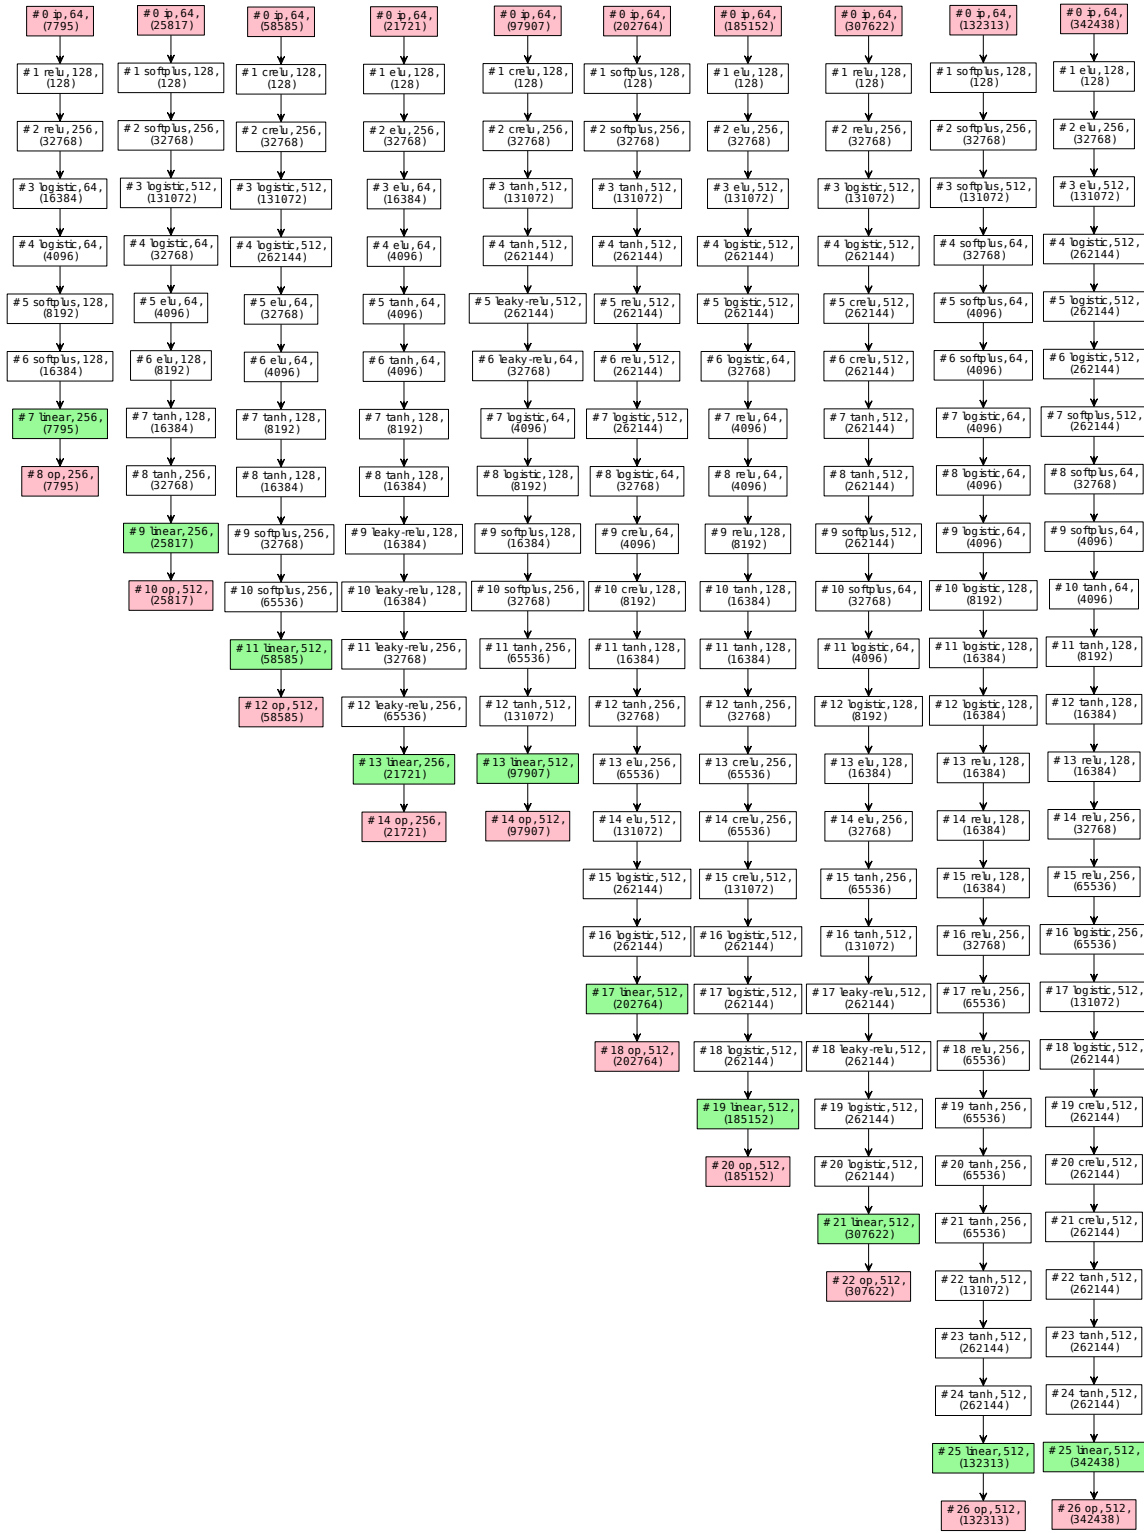 #0 ip,64,
(7795)
#1 relu,128,
(128)
#2 relu,256,
(32768)
#3 logistic,64,
(16384)
#4 logistic,64,
(4096)
#5 softplus,128,
(8192)
#6 softplus,128,
(16384)
#7 linear,256,
(7795)
#8 op,256,
(7795)
#0 ip,64,
(25817)
#1 softplus,128,
(128)
#2 softplus,256,
(32768)
#3 logistic,512,
(131072)
#4 logistic,64,
(32768)
#5 elu,64,
(4096)
#6 elu,128,
(8192)
#7 tanh,128,
(16384)
#8 tanh,256,
(32768)
#9 linear,256,
(25817)
#10 op,512,
(25817)
#0 ip,64,
(58585)
#1 crelu,128,
(128)
#2 crelu,256,
(32768)
#3 logistic,512,
(131072)
#4 logistic,512,
(262144)
#5 elu,64,
(32768)
#6 elu,64,
(4096)
#7 tanh,128,
(8192)
#8 tanh,128,
(16384)
#9 softplus,256,
(32768)
#10 softplus,256,
(65536)
#11 linear,512,
(58585)
#12 op,512,
(58585)
#0 ip,64,
(21721)
#1 elu,128,
(128)
#2 elu,256,
(32768)
#3 elu,64,
(16384)
#4 elu,64,
(4096)
#5 tanh,64,
(4096)
#6 tanh,64,
(4096)
#7 tanh,128,
(8192)
#8 tanh,128,
(16384)
#9 leaky-relu,128,
(16384)
#10 leaky-relu,128,
(16384)
#11 leaky-relu,256,
(32768)
#12 leaky-relu,256,
(65536)
#13 linear,256,
(21721)
#14 op,256,
(21721)
#0 ip,64,
(97907)
#1 crelu,128,
(128)
#2 crelu,256,
(32768)
#3 tanh,512,
(131072)
#4 tanh,512,
(262144)
#5 leaky-relu,512,
(262144)
#6 leaky-relu,64,
(32768)
#7 logistic,64,
(4096)
#8 logistic,128,
(8192)
#9 softplus,128,
(16384)
#10 softplus,256,
(32768)
#11 tanh,256,
(65536)
#12 tanh,512,
(131072)
#13 linear,512,
(97907)
#14 op,512,
(97907)
#0 ip,64,
(202764)
#1 softplus,128,
(128)
#2 softplus,256,
(32768)
#3 tanh,512,
(131072)
#4 tanh,512,
(262144)
#5 relu,512,
(262144)
#6 relu,512,
(262144)
#7 logistic,512,
(262144)
#8 logistic,64,
(32768)
#9 crelu,64,
(4096)
#10 crelu,128,
(8192)
#11 tanh,128,
(16384)
#12 tanh,256,
(32768)
#13 elu,256,
(65536)
#14 elu,512,
(131072)
#15 logistic,512,
(262144)
#16 logistic,512,
(262144)
#17 linear,512,
(202764)
#18 op,512,
(202764)
#0 ip,64,
(185152)
#1 elu,128,
(128)
#2 elu,256,
(32768)
#3 elu,512,
(131072)
#4 logistic,512,
(262144)
#5 logistic,512,
(262144)
#6 logistic,64,
(32768)
#7 relu,64,
(4096)
#8 relu,64,
(4096)
#9 relu,128,
(8192)
#10 tanh,128,
(16384)
#11 tanh,128,
(16384)
#12 tanh,256,
(32768)
#13 crelu,256,
(65536)
#14 crelu,256,
(65536)
#15 crelu,512,
(131072)
#16 logistic,512,
(262144)
#17 logistic,512,
(262144)
#18 logistic,512,
(262144)
#19 linear,512,
(185152)
#20 op,512,
(185152)
#0 ip,64,
(307622)
#1 relu,128,
(128)
#2 relu,256,
(32768)
#3 logistic,512,
(131072)
#4 logistic,512,
(262144)
#5 crelu,512,
(262144)
#6 crelu,512,
(262144)
#7 tanh,512,
(262144)
#8 tanh,512,
(262144)
#9 softplus,512,
(262144)
#10 softplus,64,
(32768)
#11 logistic,64,
(4096)
#12 logistic,128,
(8192)
#13 elu,128,
(16384)
#14 elu,256,
(32768)
#15 tanh,256,
(65536)
#16 tanh,512,
(131072)
#17 leaky-relu,512,
(262144)
#18 leaky-relu,512,
(262144)
#19 logistic,512,
(262144)
#20 logistic,512,
(262144)
#21 linear,512,
(307622)
#22 op,512,
(307622)
#0 ip,64,
(132313)
#1 softplus,128,
(128)
#2 softplus,256,
(32768)
#3 softplus,512,
(131072)
#4 softplus,64,
(32768)
#5 softplus,64,
(4096)
#6 softplus,64,
(4096)
#7 logistic,64,
(4096)
#8 logistic,64,
(4096)
#9 logistic,64,
(4096)
#10 logistic,128,
(8192)
#11 logistic,128,
(16384)
#12 logistic,128,
(16384)
#13 relu,128,
(16384)
#14 relu,128,
(16384)
#15 relu,128,
(16384)
#16 relu,256,
(32768)
#17 relu,256,
(65536)
#18 relu,256,
(65536)
#19 tanh,256,
(65536)
#20 tanh,256,
(65536)
#21 tanh,256,
(65536)
#22 tanh,512,
(131072)
#23 tanh,512,
(262144)
#24 tanh,512,
(262144)
#25 linear,512,
(132313)
#26 op,512,
(132313)
#0 ip,64,
(342438)
#1 elu,128,
(128)
#2 elu,256,
(32768)
#3 elu,512,
(131072)
#4 logistic,512,
(262144)
#5 logistic,512,
(262144)
#6 logistic,512,
(262144)
#7 softplus,512,
(262144)
#8 softplus,64,
(32768)
#9 softplus,64,
(4096)
#10 tanh,64,
(4096)
#11 tanh,128,
(8192)
#12 tanh,128,
(16384)
#13 relu,128,
(16384)
#14 relu,256,
(32768)
#15 relu,256,
(65536)
#16 logistic,256,
(65536)
#17 logistic,512,
(131072)
#18 logistic,512,
(262144)
#19 crelu,512,
(262144)
#20 crelu,512,
(262144)
#21 crelu,512,
(262144)
#22 tanh,512,
(262144)
#23 tanh,512,
(262144)
#24 tanh,512,
(262144)
#25 linear,512,
(342438)
#26 op,512,
(342438)